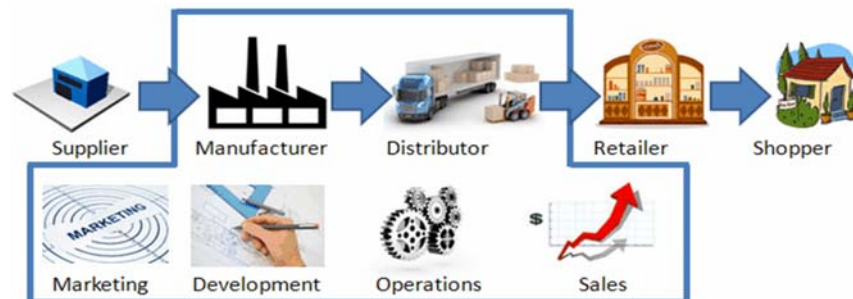 Supplier Manufacturer Distributor Retailer Shopper
MARKETING
$
Marketing Development Operations Sales